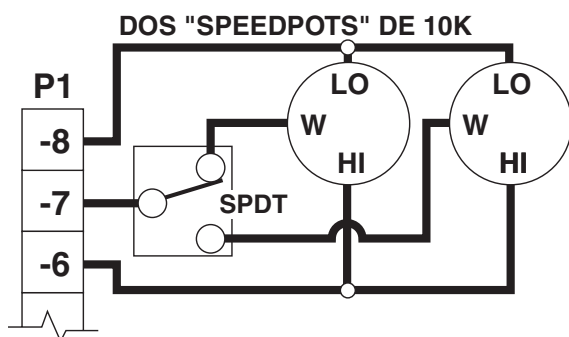 DOS "SPEEDPOTS" DE 10K
P1
LO
LO
-8
W
W
HI
HI
-7
SPDT
-6